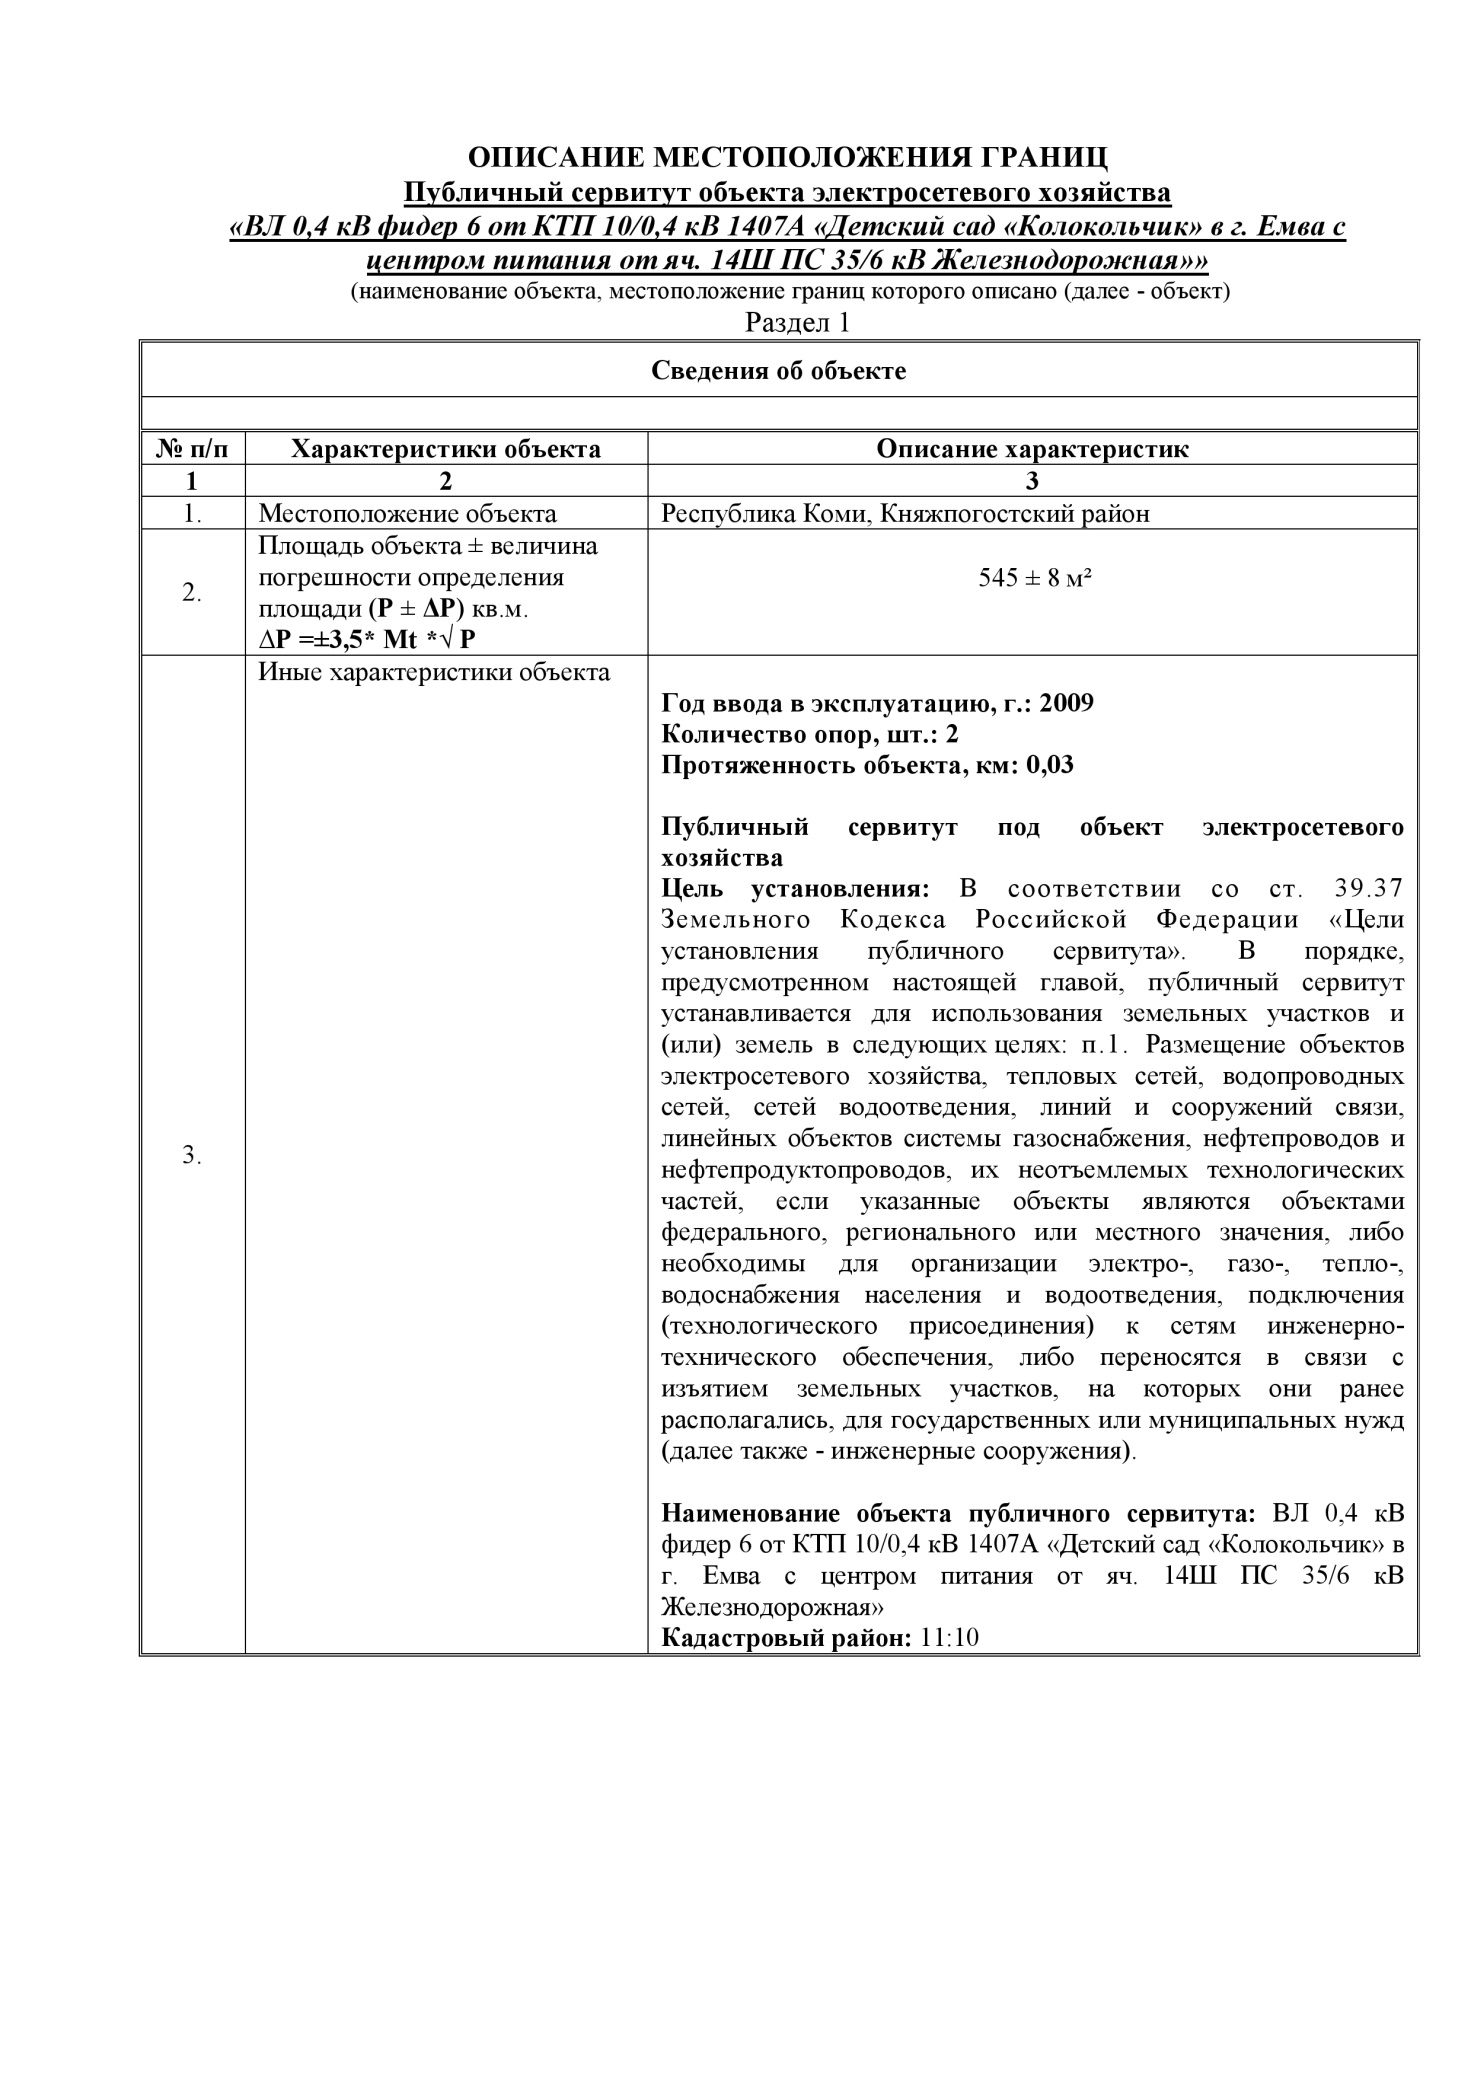 ОПИСАНИЕ МЕСТОПОЛОЖЕНИЯ ГРАНИЦ
Публичный сервитут объекта электросетевого хозяйства
«ВЛ 0,4 кВ фидер 6 от КТП 10/0,4 кВ 1407А «Детский сад «Колокольчик» в г. Емва с
центром питания от яч. 14Ш ПС 35/6 кВ Железнодорожная»»
(наименование объекта, местоположение границ которого описано (далее - объект)
Раздел 1
Сведения об объекте
№ п/п Характеристики объекта Описание характеристик
1 2 3
1. Местоположение объекта Республика Коми, Княжпогостский район
2.
Площадь объекта ± величина
погрешности определения
площади (P ± ΔP) кв.м.
ΔP =±3,5* Mt *√ P
545 ± 8 м²
3.
Иные характеристики объекта
Год ввода в эксплуатацию, г.: 2009
Количество опор, шт.: 2
Протяженность объекта, км: 0,03
Публичный сервитут под объект электросетевого
хозяйства
Цель установления: В соответствии со ст. 39.37
Земельного Кодекса Российской Федерации «Цели
установления публичного сервитута». В порядке,
предусмотренном настоящей главой, публичный сервитут
устанавливается для использования земельных участков и
(или) земель в следующих целях: п.1. Размещение объектов
электросетевого хозяйства, тепловых сетей, водопроводных
сетей, сетей водоотведения, линий и сооружений связи,
линейных объектов системы газоснабжения, нефтепроводов и
нефтепродуктопроводов, их неотъемлемых технологических
частей, если указанные объекты являются объектами
федерального, регионального или местного значения, либо
необходимы для организации электро-, газо-, тепло-,
водоснабжения населения и водоотведения, подключения
(технологического присоединения) к сетям инженерно-
технического обеспечения, либо переносятся в связи с
изъятием земельных участков, на которых они ранее
располагались, для государственных или муниципальных нужд
(далее также - инженерные сооружения).
Наименование объекта публичного сервитута: ВЛ 0,4 кВ
фидер 6 от КТП 10/0,4 кВ 1407А «Детский сад «Колокольчик» в
г. Емва с центром питания от яч. 14Ш ПС 35/6 кВ
Железнодорожная»
Кадастровый район: 11:10